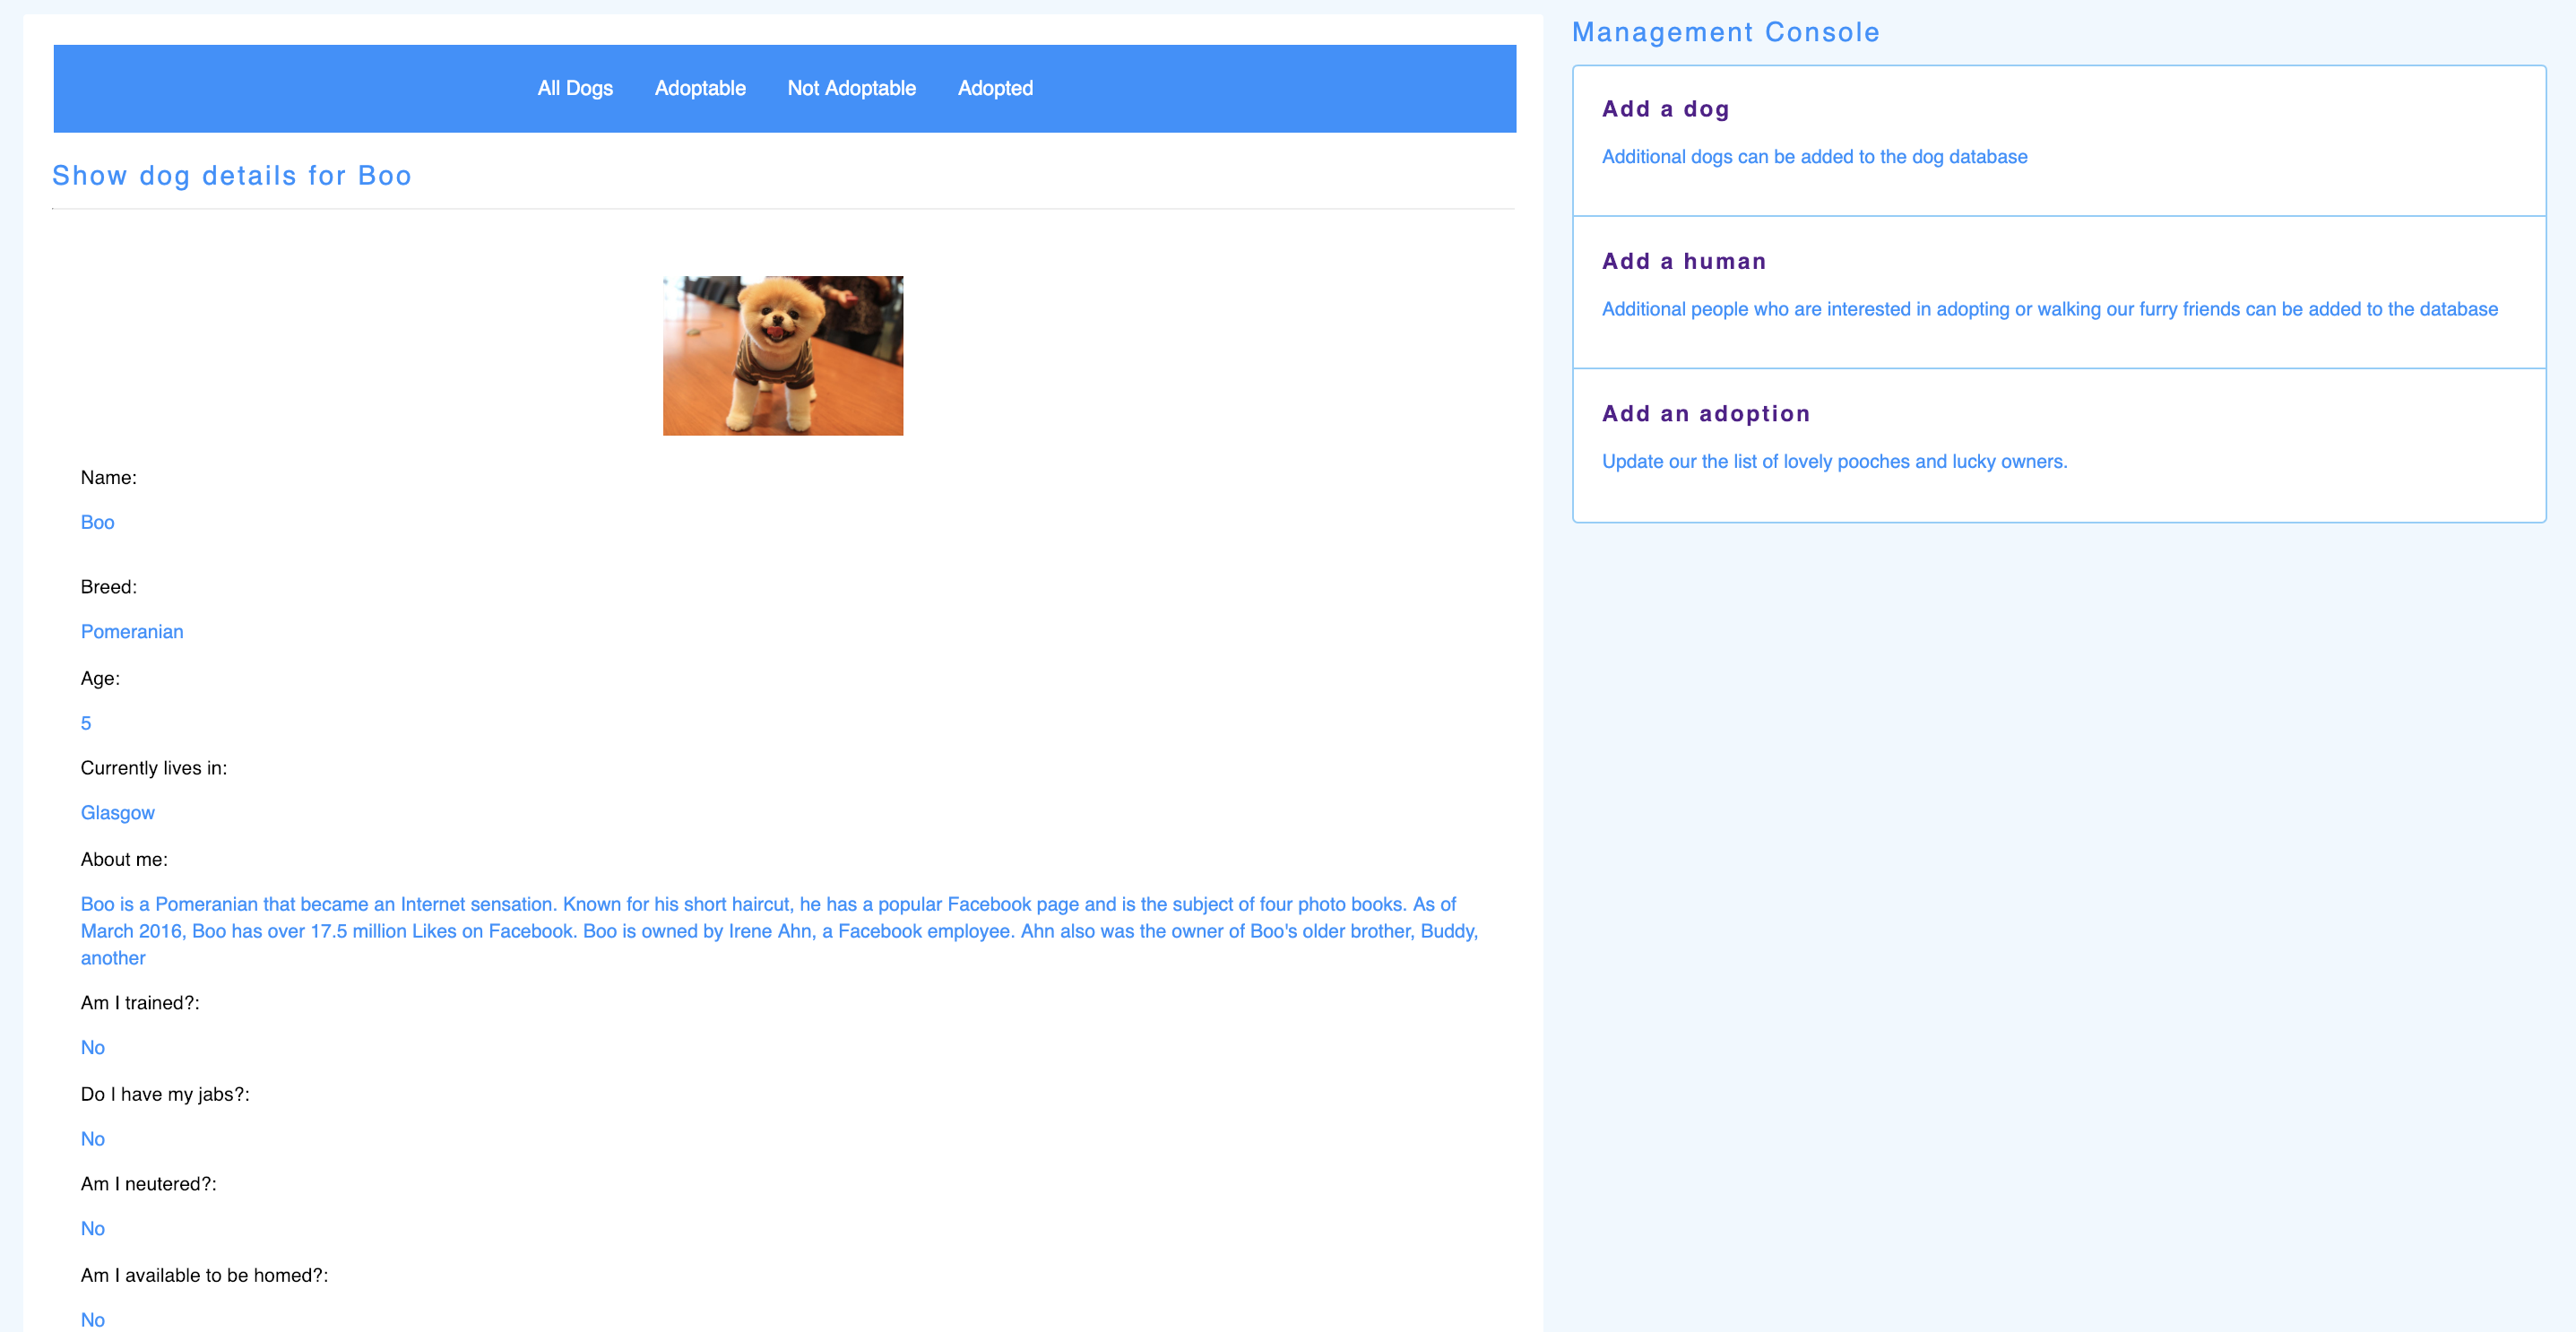 All Dogs Adoptable Not Adoptable Adopted
Show dog details for Boo
Name:
Boo
Breed:
Pomeranian
Age:
5
Currently lives in:
Glasgow
About me:
Boo is a Pomeranian that became an Internet sensation. Known for his short haircut, he has a popular Facebook page and is the subject of four photo books. As of
March 2016, Boo has over 17.5 million Likes on Facebook. Boo is owned by Irene Ahn, a Facebook employee. Ahn also was the owner of Boo's older brother, Buddy,
another
Am I trained?:
No
Do I have my jabs?:
No
Am I neutered?:
No
Am I available to be homed?:
No
Management Console
Add a dog
Additional dogs can be added to the dog database
Add a human
Additional people who are interested in adopting or walking our furry friends can be added to the database
Add an adoption
Update our the list of lovely pooches and lucky owners.